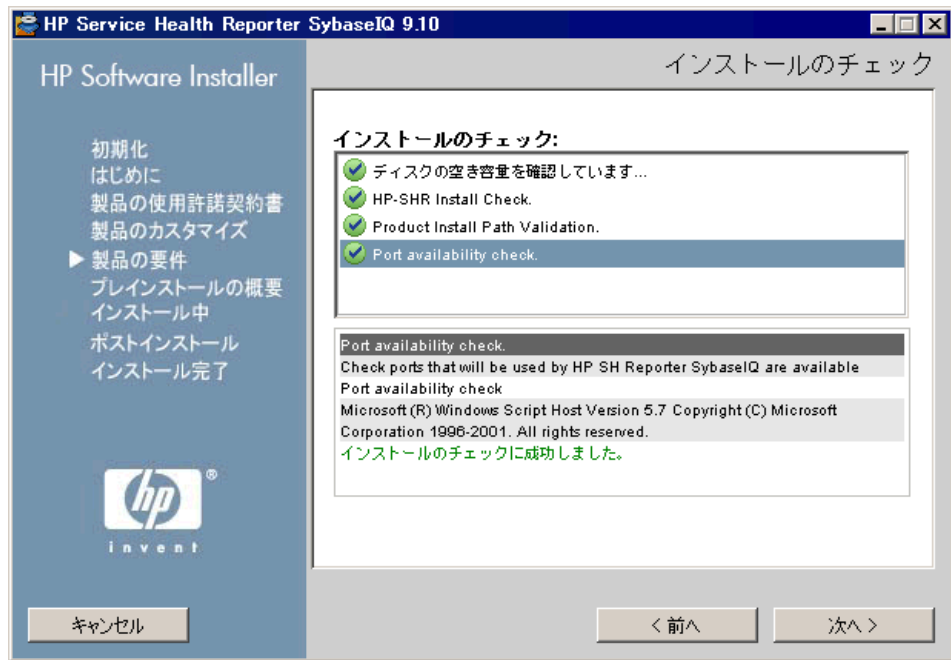 HP Service Health Reporter SybaseIQ 9.10
HP Software Installer
初期化
はじめに
製品の使用許諾契約書
製品のカスタマイズ
製品の要件
プレインストールの概要
インストール中
ポストインストール
インストール完了
hp
®
invent
インストールのチェック
インストールのチェック:
ディスクの空き容量を確認しています...
HP-SHR Install Check.
Product Install Path Validation.
Port availability check.
Port availability check.
Check ports that will be used by HP SH Reporter SybaseIQ are available
Port availability check
Microsoft (R) Windows Script Host Version 5.7 Copyright (C) Microsoft
Corporation 1996-2001. All rights reserved.
インストールのチェックに成功しました。
キャンセル
< 前へ
次へ >